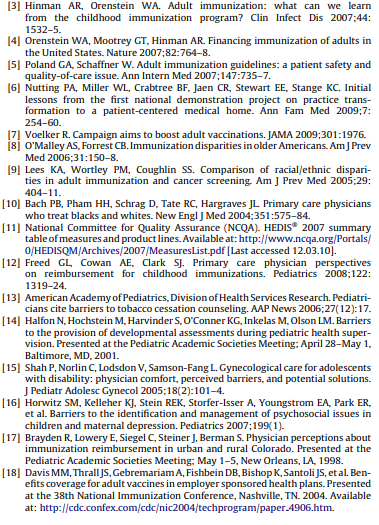 [3] Hinman AR, Orenstein WA. Adult immunization: what can we learn
from the childhood immunization program? Clin Infect Dis 2007;44:
1532–5.
[4] Orenstein WA, Mootrey GT, Hinman AR. Financing immunization of adults in
the United States. Nature 2007;82:764–8.
[5] Poland GA, Schaffner W. Adult immunization guidelines: a patient safety and
quality-of-care issue. Ann Intern Med 2007;147:735–7.
[6] Nutting PA, Miller WL, Crabtree BF, Jaen CR, Stewart EE, Stange KC. Initial
lessons from the first national demonstration project on practice trans-
formation to a patient-centered medical home. Ann Fam Med 2009;7:
254–60.
[7] Voelker R. Campaign aims to boost adult vaccinations. JAMA 2009;301:1976.
[8] O'Malley AS, Forrest CB. Immunization disparities in older Americans. Am J Prev
Med 2006;31:150–8.
[9] Lees KA, Wortley PM, Coughlin SS. Comparison of racial/ethnic dispari-
ties in adult immunization and cancer screening. Am J Prev Med 2005;29:
404–11.
[10] Bach PB, Pham HH, Schrag D, Tate RC, Hargraves JL. Primary care physicians
who treat blacks and whites. New Engl J Med 2004;351:575–84.
[11] National Committee for Quality Assurance (NCQA). HEDIS® 2007 summary
table of measures and product lines. Available at: http://www.ncqa.org/Portals/
0/HEDISQM/Archives/2007/MeasuresList.pdf [Last accessed 12.03.10].
[12] Freed GL, Cowan AE, Clark SJ. Primary care physician perspectives
on reimbursement for childhood immunizations. Pediatrics 2008;122:
1319–24.
[13] American Academy of Pediatrics, Division of Health Services Research. Pediatri-
cians cite barriers to tobacco cessation counseling. AAP News 2006;27(12):17.
[14] Halfon N, Hochstein M, Harvinder S, O'Conner KG, Inkelas M, Olson LM. Barriers
to the provision of developmental assessments during pediatric health super-
vision. Presented at the Pediatric Academic Societies Meeting; April 28–May 1,
Baltimore, MD, 2001.
[15] Shah P, Norlin C, Lodsdon V, Samson-Fang L. Gynecological care for adolescents
with disability: physician comfort, perceived barriers, and potential solutions.
J Pediatr Adolesc Gynecol 2005;18(2):101–4.
[16] Horwitz SM, Kelleher KJ, Stein REK, Storfer-Isser A, Youngstrom EA, Park ER,
et al. Barriers to the identification and management of psychosocial issues in
children and maternal depression. Pediatrics 2007;199(1).
[17] Brayden R, Lowery E, Siegel C, Steiner J, Berman S. Physician perceptions about
immunization reimbursement in urban and rural Colorado. Presented at the
Pediatric Academic Societies Meeting; May 1–5, New Orleans, LA, 1998.
[18] Davis MM, Thrall JS, Gebremariam A, Fishbein DB, Bishop K, Santoli JS, et al. Ben-
efits coverage for adult vaccines in employer sponsored health plans. Presented
at the 38th National Immunization Conference, Nashville, TN. 2004. Available
at: http://cdc.confex.com/cdc/nic2004/techprogram/paper_4906.htm.